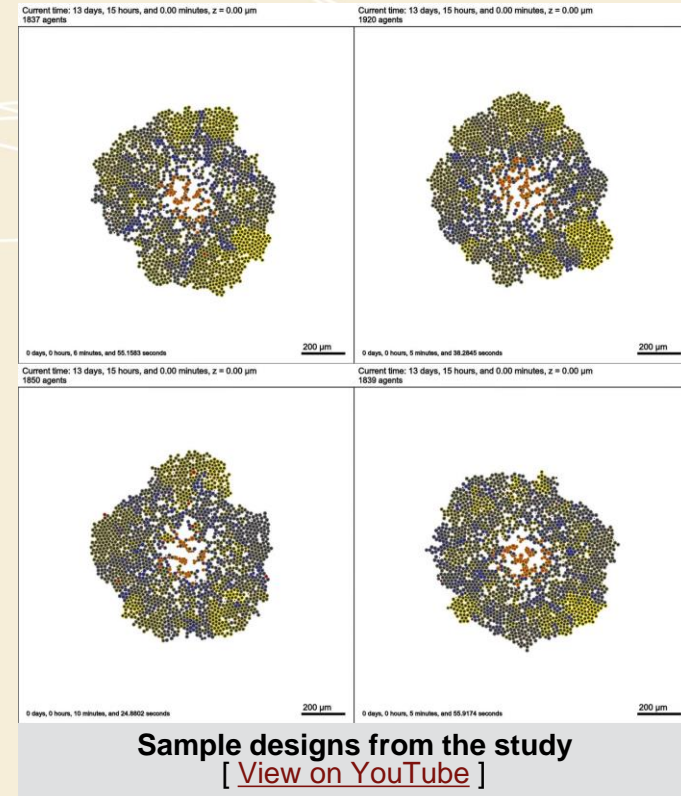 Current time: 13 days, 15 hours, and 0.00 minutes, z = 0.00 µm
1837 agents
0 days, 0 hours, 6 minutes, and 55.1583 seconds
200 µm
Current time: 13 days, 15 hours, and 0.00 minutes, z = 0.00 µm
1920 agents
0 days, 0 hours, 5 minutes, and 38.2845 seconds
200 µm
Current time: 13 days, 15 hours, and 0.00 minutes, z = 0.00 µm
1850 agents
0 days, 0 hours, 10 minutes, and 24.8802 seconds
200 µm
Current time: 13 days, 15 hours, and 0.00 minutes, z = 0.00 µm
1839 agents
0 days, 0 hours, 5 minutes, and 55.9174 seconds
200 µm
Sample designs from the study
[ View on YouTube ]